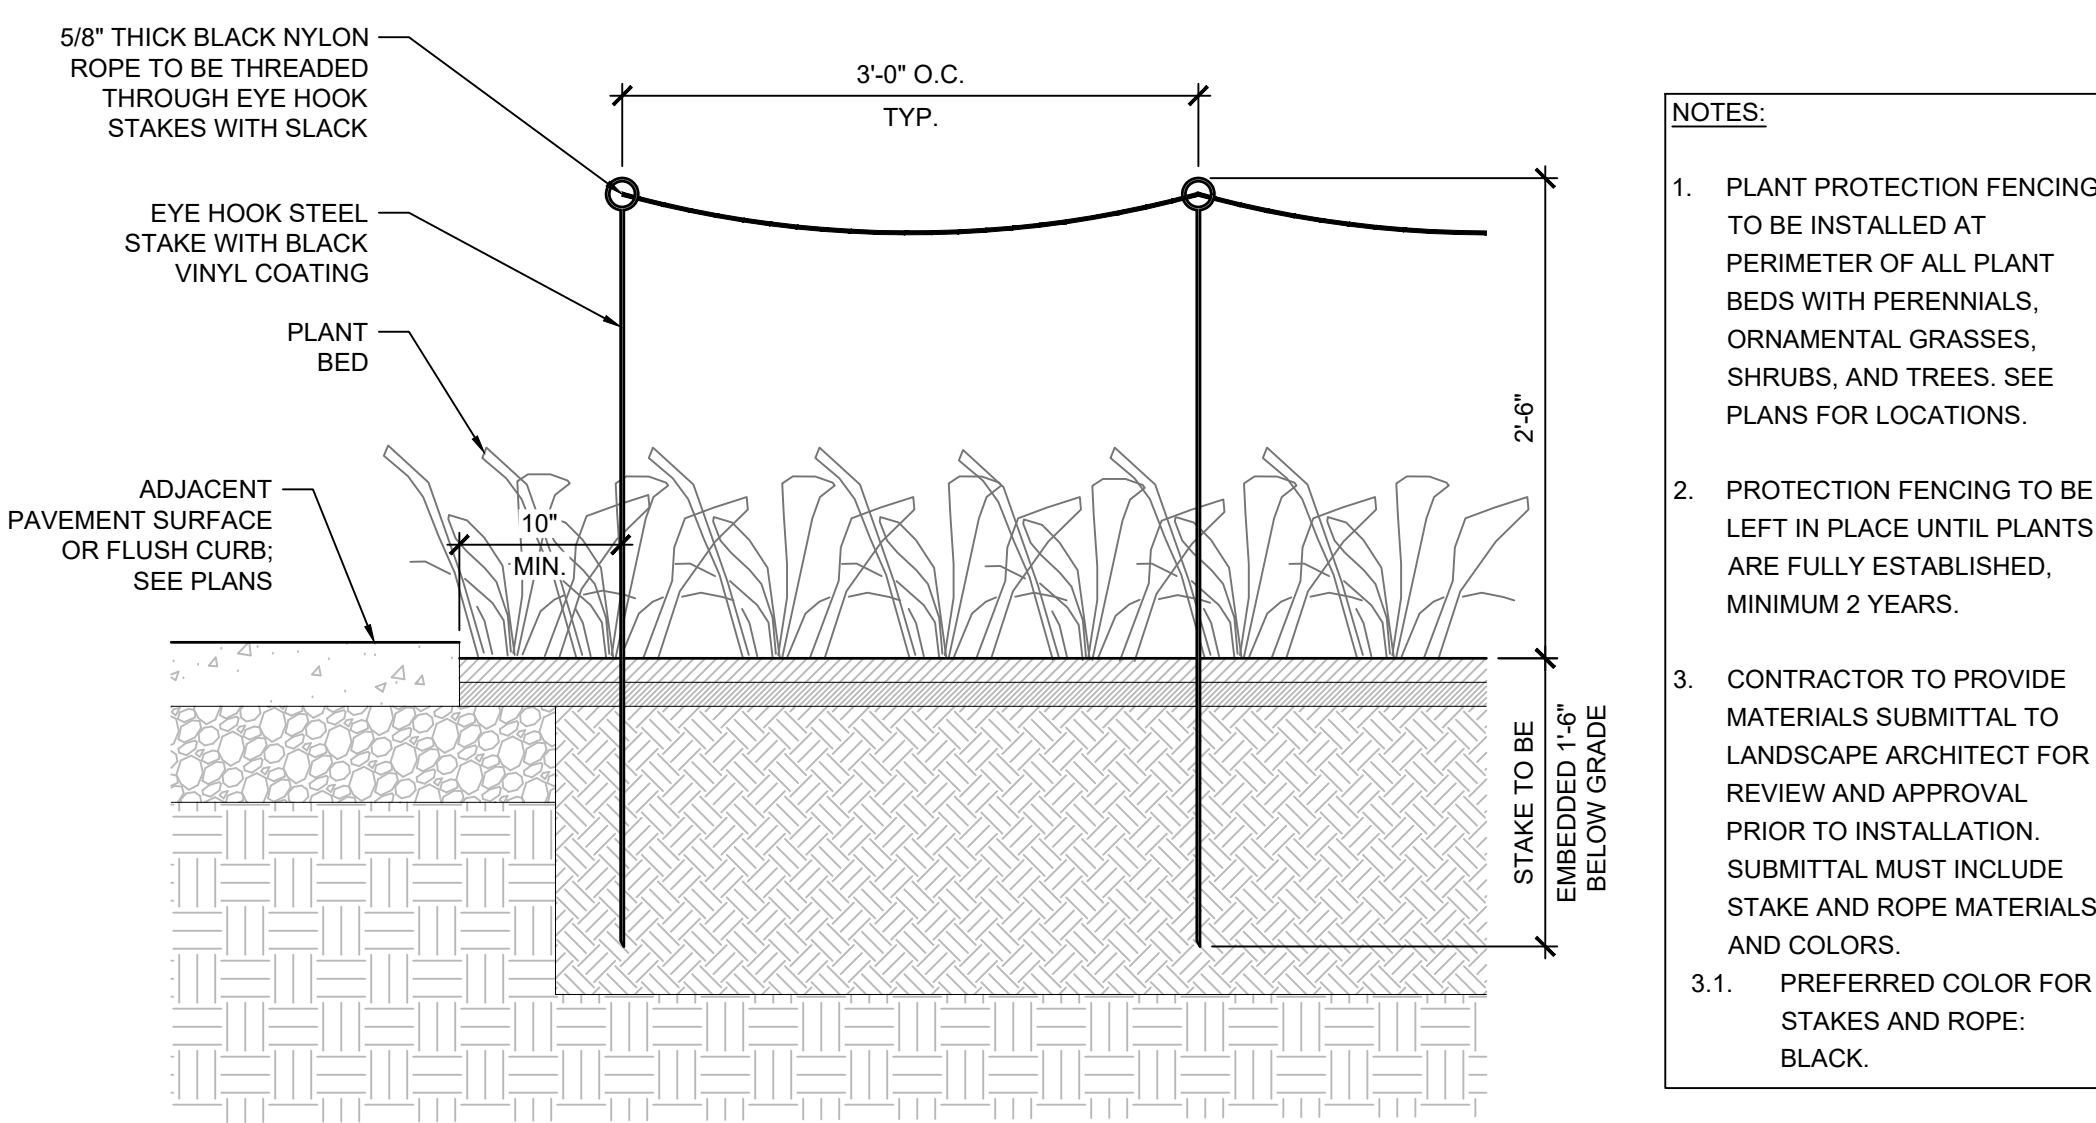 5/8" THICK BLACK NYLON
ROPE TO BE THREADED
THROUGH EYE HOOK
STAKES WITH SLACK
EYE HOOK STEEL
STAKE WITH BLACK
VINYL COATING
PLANT
BED
ADJACENT
PAVEMENT SURFACE
OR FLUSH CURB;
SEE PLANS
3'-0" O.C.
TYP.
10"
MIN.
2'-6"
STAKE TO BE
EMBEDDED 1'-6"
BELOW GRADE
NOTES:
1. PLANT PROTECTION FENCING
TO BE INSTALLED AT
PERIMETER OF ALL PLANT
BEDS WITH PERENNIALS,
ORNAMENTAL GRASSES,
SHRUBS, AND TREES. SEE
PLANS FOR LOCATIONS.
2. PROTECTION FENCING TO BE
LEFT IN PLACE UNTIL PLANTS
ARE FULLY ESTABLISHED,
MINIMUM 2 YEARS.
3. CONTRACTOR TO PROVIDE
MATERIALS SUBMITTAL TO
LANDSCAPE ARCHITECT FOR
REVIEW AND APPROVAL
PRIOR TO INSTALLATION.
SUBMITTAL MUST INCLUDE
STAKE AND ROPE MATERIALS
AND COLORS.
3.1. PREFERRED COLOR FOR
STAKES AND ROPE:
BLACK.